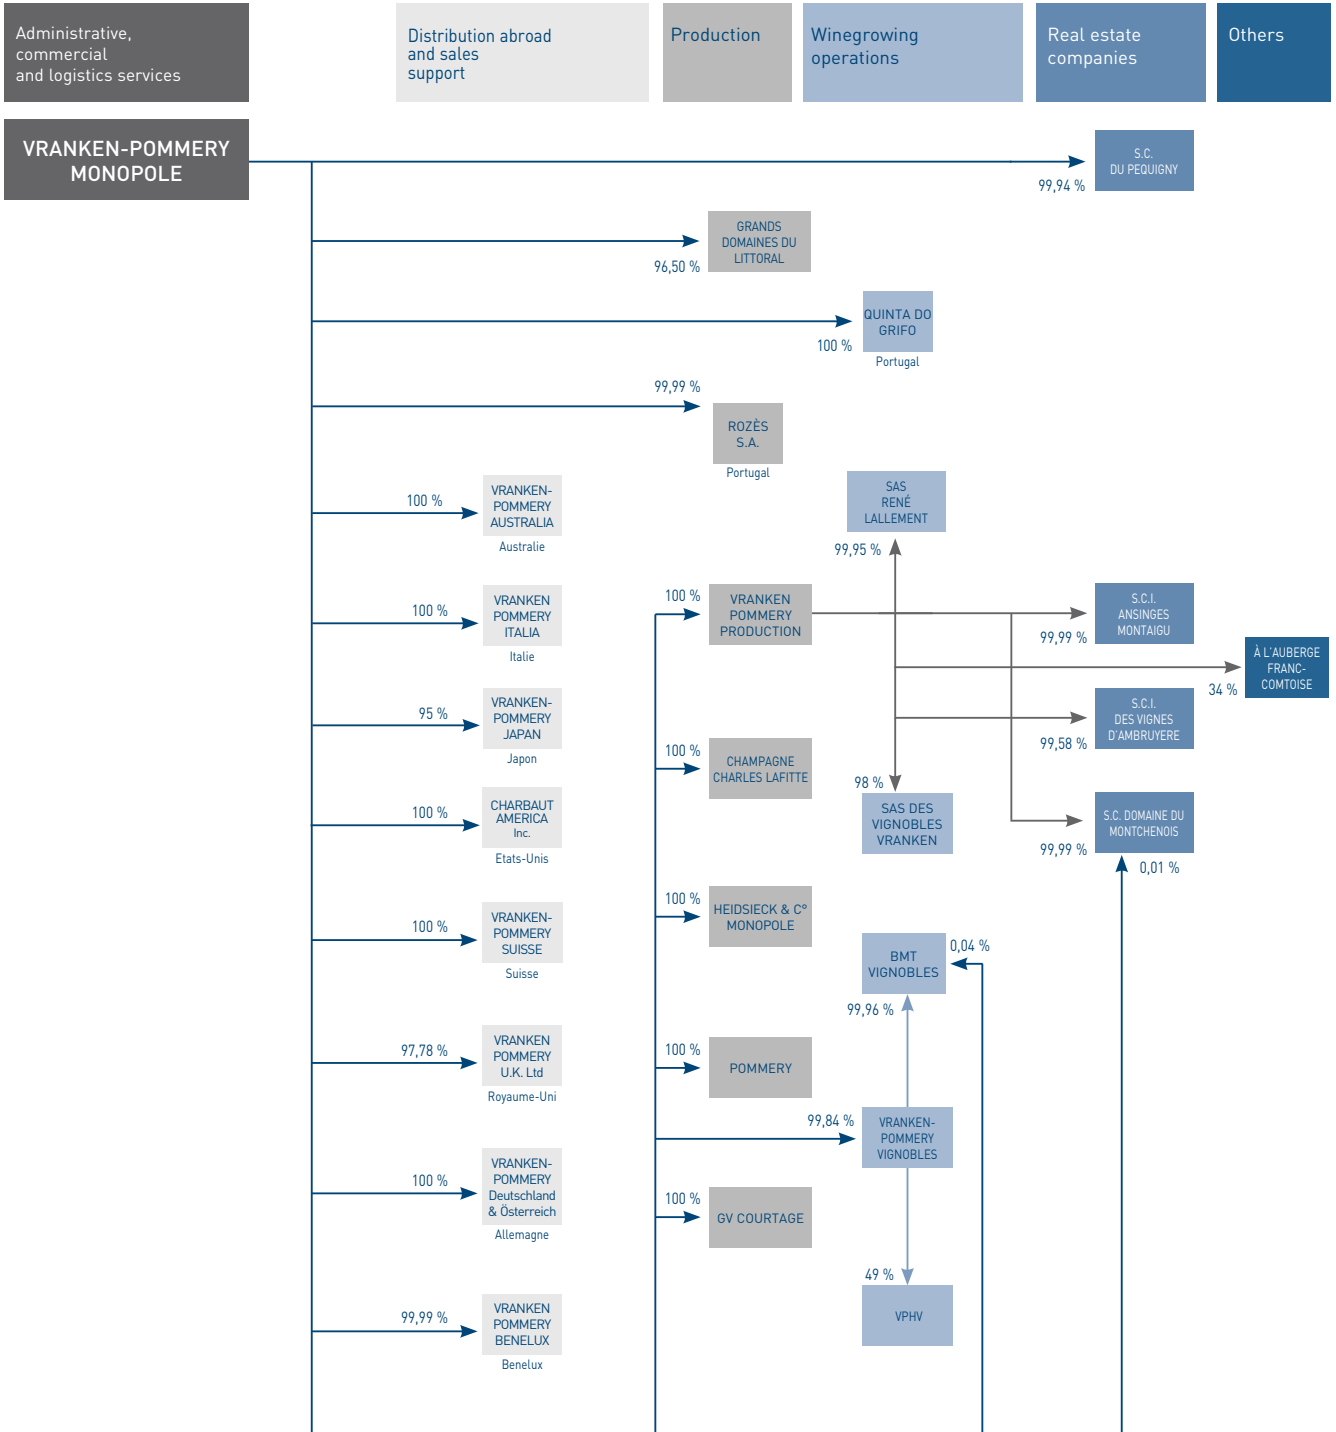 Administrative,
commercial
and logistics services
Distribution abroad
and sales
support
Production
Winegrowing
operations
Real estate
companies
Others
VRANKEN-POMMERY
MONOPOLE
S.C.
DU PEQUIGNY
99,94 %
GRANDS
DOMAINES DU
LITTORAL
96,50 %
QUINTA DO
GRIFO
100 %
Portugal
99,99 %
ROZÈS
S.A.
Portugal
100 %
VRANKEN-
POMMERY
AUSTRALIA
Australie
100 %
VRANKEN
POMMERY
ITALIA
Italie
95 %
VRANKEN-
POMMERY
JAPAN
Japon
100 %
CHARBAUT
AMERICA
Inc.
Etats-Unis
100 %
VRANKEN-
POMMERY
SUISSE
Suisse
97,78 %
VRANKEN
POMMERY
U.K. Ltd
Royaume-Uni
100 %
VRANKEN-
POMMERY
Deutschland
& Österreich
Allemagne
99,99 %
VRANKEN
POMMERY
BENELUX
Benelux
100 %
VRANKEN
POMMERY
PRODUCTION
100 %
CHAMPAGNE
CHARLES LAFITTE
100 %
HEIDSIECK & C°
MONOPOLE
100 %
POMMERY
99,84 %
VRANKEN-
POMMERY
VIGNOBLES
100 %
GV COURTAGE
SAS
RENÉ
LALLEMENT
99,95 %
98 %
SAS DES
VIGNOBLES
VRANKEN
BMT
VIGNOBLES
0,04 %
99,96 %
49 %
VPHV
S.C.I.
ANSINGES
MONTAIGU
99,99 %
À L'AUBERGE
FRANC-
COMTOISE
34 %
S.C.I.
DES VIGNES
D'AMBRUYERE
99,58 %
S.C. DOMAINE DU
MONTCHENOIS
99,99 %
0,01 %